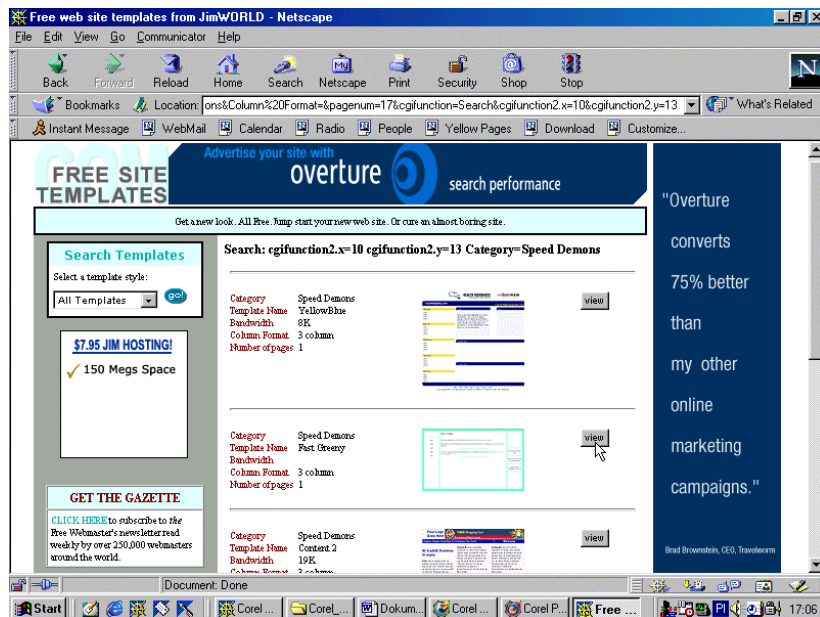 Free web site templates from JimWORLD - Netscape
File Edit View Go Communicator Help
Back Forward Reload Home Search My Netscape Print Security Shop Stop
N
Bookmarks Location: ons&Column%20Format=&pagenum=17&cgifunction=Search&cgifunction2.x=10&cgifunction2.y=13 What's Related
Instant Message WebMail Calendar Radio People Yellow Pages Download Customize...
COM
FREE SITE
TEMPLATES
Advertise your site with
overture search performance
Get a new look. All Free. Jump start your new web site. Or cure an almost boring site.
Search Templates
Select a template style:
All Templates go!
$7.95 JIM HOSTING!
150 Megs Space
GET THE GAZETTE
CLICK HERE to subscribe to the
Free Webmaster's newsletter read
weekly by over 250,000 webmasters
around the world.
Search: cgifunction2.x=10 cgifunction2.y=13 Category=Speed Demons
Category Speed Demons
Template Name YellowBlue
Bandwidth 8K
Column Format 3 column
Number of pages 1
view
Category Speed Demons
Template Name Fast Greeny
Bandwidth
Column Format 3 column
Number of pages 1
view
Category Speed Demons
Template Name Content 2
Bandwidth 19K
Column Format 3 column
view
"Overture
converts
75% better
than
my other
online
marketing
campaigns."
Brad Brownstein, CEO, Travelworm
Document: Done
Start Corel ... Corel_... Dokum... Corel ... Corel P... Free ... Pl 17:06